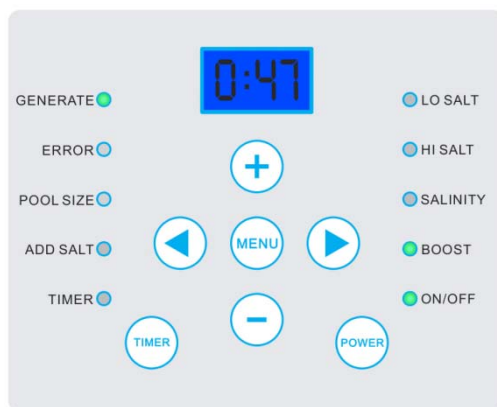 0:47
GENERATE
LO SALT
ERROR
HI SALT
POOL SIZE
SALINITY
+
ADD SALT
MENU
BOOST
TIMER
−
ON/OFF
TIMER
POWER